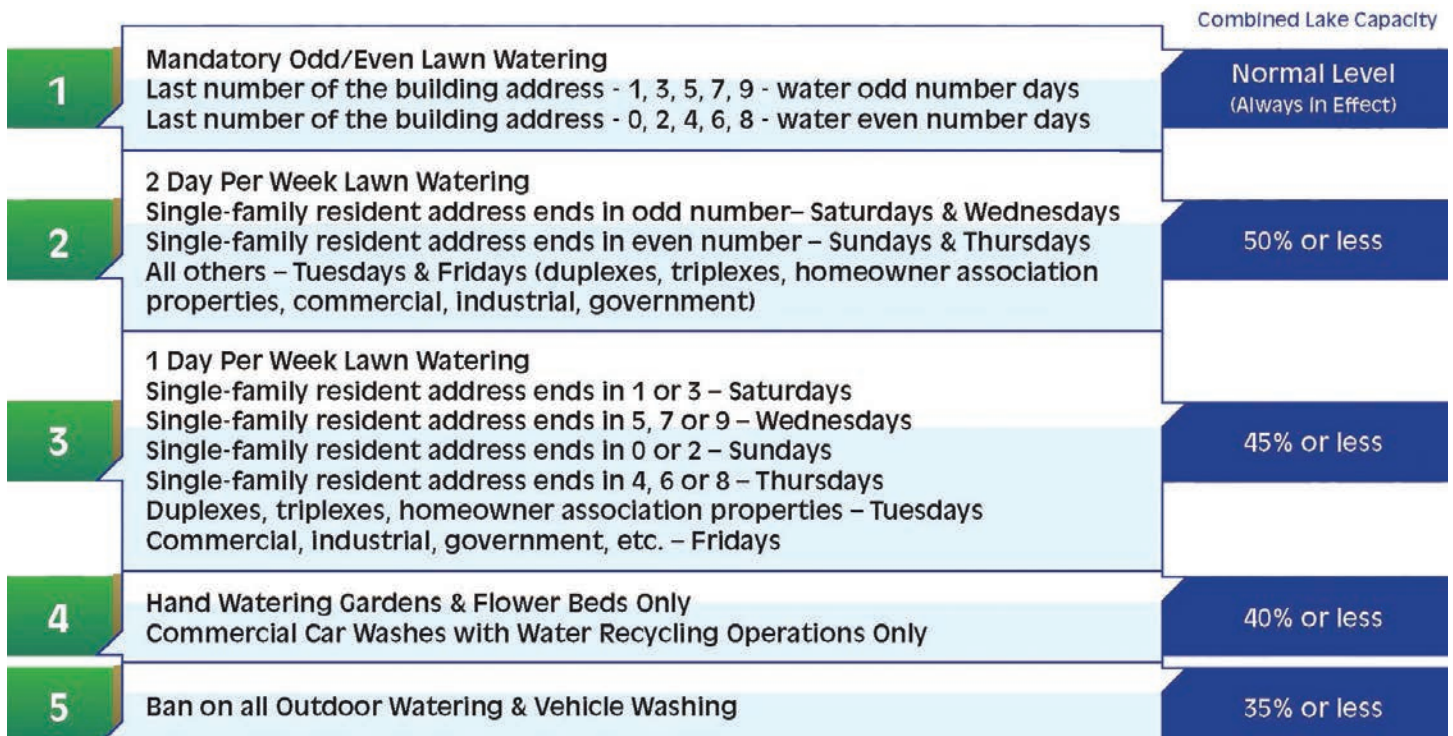 Combined Lake Capacity
1
Mandatory Odd/Even Lawn Watering
Last number of the building address - 1, 3, 5, 7, 9 - water odd number days
Last number of the building address - 0, 2, 4, 6, 8 - water even number days
Normal Level
(Always in Effect)
2
2 Day Per Week Lawn Watering
Single-family resident address ends in odd number– Saturdays & Wednesdays
Single-family resident address ends in even number – Sundays & Thursdays
All others – Tuesdays & Fridays (duplexes, triplexes, homeowner association
properties, commercial, industrial, government)
50% or less
3
1 Day Per Week Lawn Watering
Single-family resident address ends in 1 or 3 – Saturdays
Single-family resident address ends in 5, 7 or 9 – Wednesdays
Single-family resident address ends in 0 or 2 – Sundays
Single-family resident address ends in 4, 6 or 8 – Thursdays
Duplexes, triplexes, homeowner association properties – Tuesdays
Commercial, industrial, government, etc. – Fridays
45% or less
4
Hand Watering Gardens & Flower Beds Only
Commercial Car Washes with Water Recycling Operations Only
40% or less
5
Ban on all Outdoor Watering & Vehicle Washing
35% or less